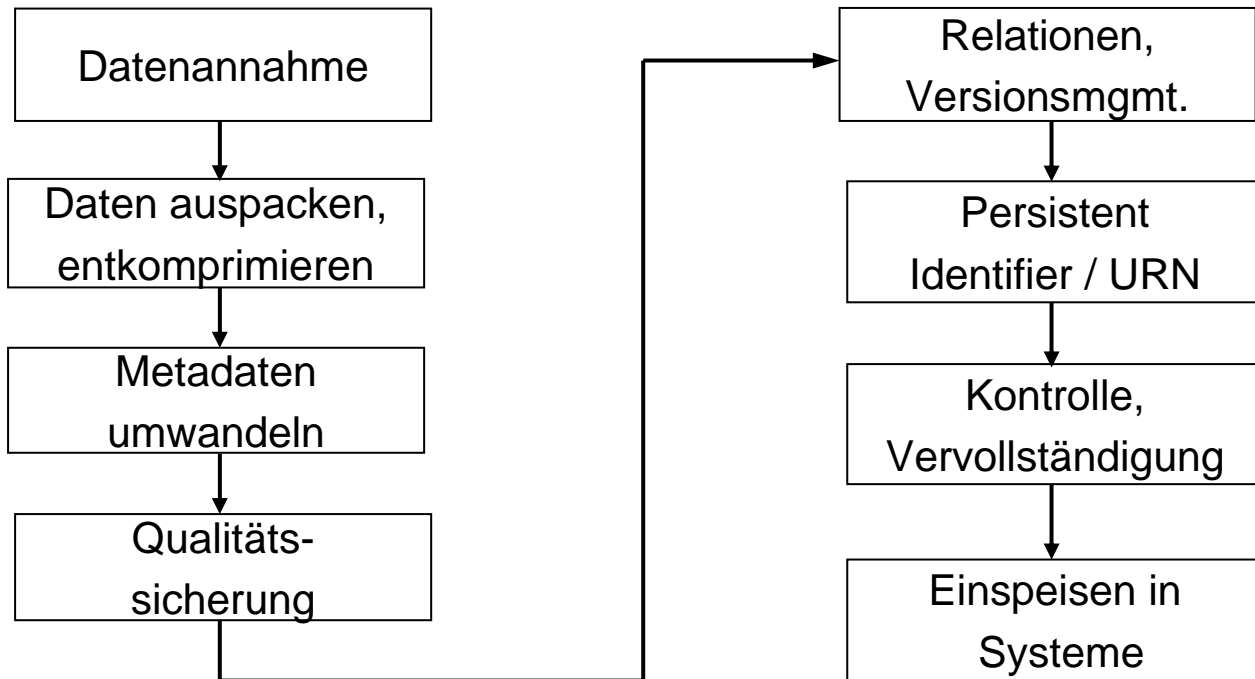 Datenannahme
Daten auspacken,
entkomprimieren
Metadaten
umwandeln
Qualitäts-
sicherung
Relationen,
Versionsmgmt.
Persistent
Identifier / URN
Kontrolle,
Vervollständigung
Einspeisen in
Systeme